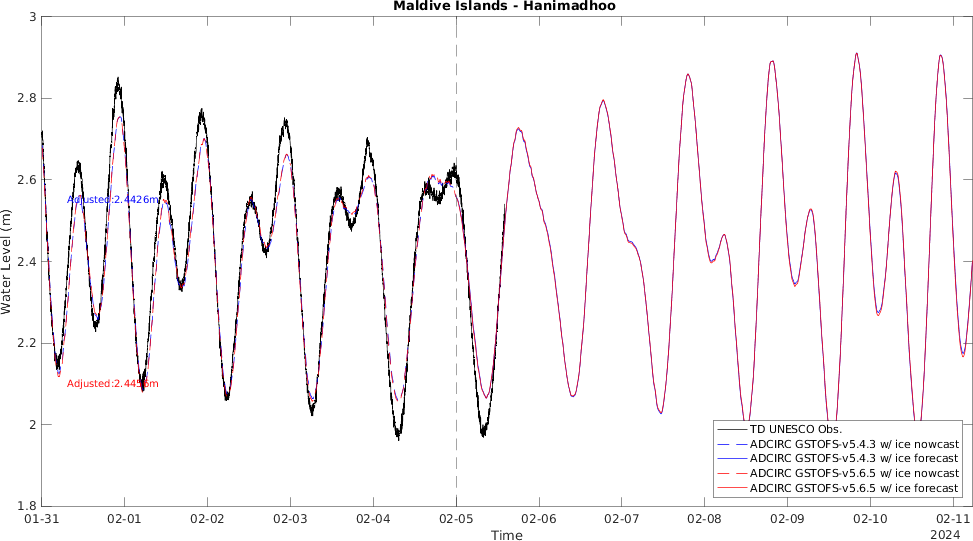 Maldive Islands - Hanimadhoo
Water Level (m)
3
2.8
2.6
2.4
2.2
2
1.8
Adjusted:2.4426m
Adjusted:2.4456m
TD UNESCO Obs.
ADCIRC GSTOFS-v5.4.3 w/ ice nowcast
ADCIRC GSTOFS-v5.4.3 w/ ice forecast
ADCIRC GSTOFS-v5.6.5 w/ ice nowcast
ADCIRC GSTOFS-v5.6.5 w/ ice forecast
01-31 02-01 02-02 02-03 02-04 02-05 02-06 02-07 02-08 02-09 02-10 02-11
Time
2024